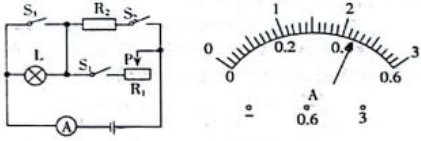 S₁ R₂ S₂
L S₃ P R₁
A
0 1 2 3
0 0.2 0.4 0.6
A
- 0.6 3